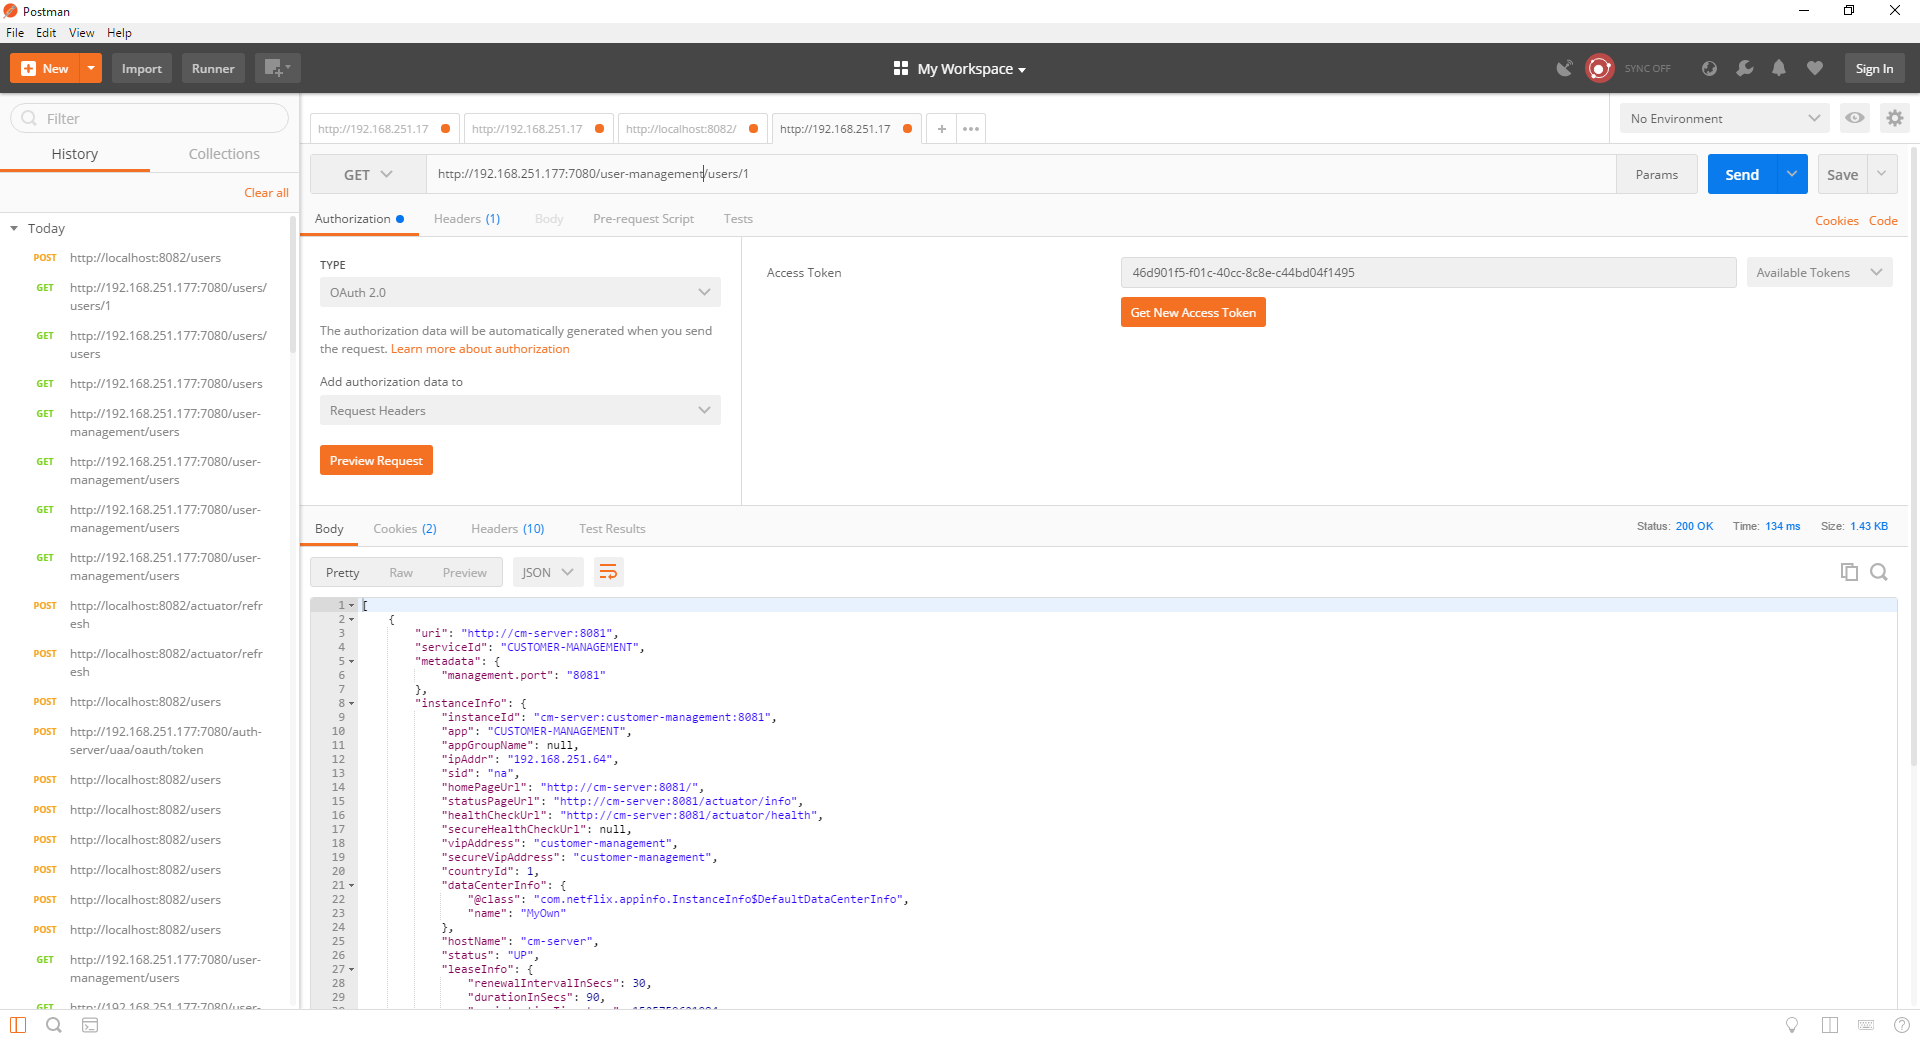 Postman
File Edit View Help
New Import Runner My Workspace SYNC OFF Sign In
Filter
History Collections
Clear all
Today
POST http://localhost:8082/users
GET http://192.168.251.177:7080/users/
users/1
GET http://192.168.251.177:7080/users/
users
GET http://192.168.251.177:7080/users
GET http://192.168.251.177:7080/user-
management/users
GET http://192.168.251.177:7080/user-
management/users
GET http://192.168.251.177:7080/user-
management/users
GET http://192.168.251.177:7080/user-
management/users
POST http://localhost:8082/actuator/refr
esh
POST http://localhost:8082/actuator/refr
esh
POST http://localhost:8082/users
POST http://192.168.251.177:7080/auth-
server/uaa/oauth/token
POST http://localhost:8082/users
POST http://localhost:8082/users
POST http://localhost:8082/users
POST http://localhost:8082/users
POST http://localhost:8082/users
POST http://localhost:8082/users
GET http://192.168.251.177:7080/user-
management/users
GET http://192.168.251.177:7080/user-
http://192.168.251.17 http://192.168.251.17 http://localhost:8082/ http://192.168.251.17 + •••
No Environment
GET http://192.168.251.177:7080/user-management/users/1 Params Send Save
Authorization Headers (1) Body Pre-request Script Tests Cookies Code
TYPE
OAuth 2.0
The authorization data will be automatically generated when you send
the request. Learn more about authorization
Add authorization data to
Request Headers
Preview Request
Access Token 46d901f5-f01c-40cc-8c8e-c44bd04f1495 Available Tokens
Get New Access Token
Body Cookies (2) Headers (10) Test Results Status: 200 OK Time: 134 ms Size: 1.43 KB
Pretty Raw Preview JSON
1 [
2 {
3 "uri": "http://cm-server:8081",
4 "serviceId": "CUSTOMER-MANAGEMENT",
5 "metadata": {
6 "management.port": "8081"
7 },
8 "instanceInfo": {
9 "instanceId": "cm-server:customer-management:8081",
10 "app": "CUSTOMER-MANAGEMENT",
11 "appGroupName": null,
12 "ipAddr": "192.168.251.64",
13 "sid": "na",
14 "homePageUrl": "http://cm-server:8081/",
15 "statusPageUrl": "http://cm-server:8081/actuator/info",
16 "healthCheckUrl": "http://cm-server:8081/actuator/health",
17 "secureHealthCheckUrl": null,
18 "vipAddress": "customer-management",
19 "secureVipAddress": "customer-management",
20 "countryId": 1,
21 "dataCenterInfo": {
22 "@class": "com.netflix.appinfo.InstanceInfo$DefaultDataCenterInfo",
23 "name": "MyOwn"
24 },
25 "hostName": "cm-server",
26 "status": "UP",
27 "leaseInfo": {
28 "renewalIntervalInSecs": 30,
29 "durationInSecs": 90,